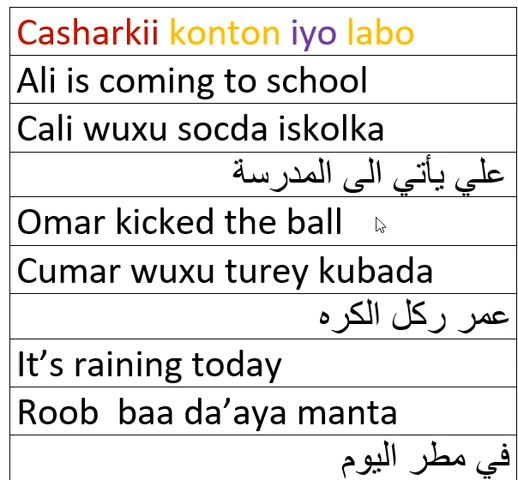 Casharkii konton iyo labo
Ali is coming to school
Cali wuxu socda iskolka
علي يأتي الى المدرسة
Omar kicked the ball
Cumar wuxu turey kubada
عمر ركل الكره
It's raining today
Roob baa da'aya manta
في مطر اليوم